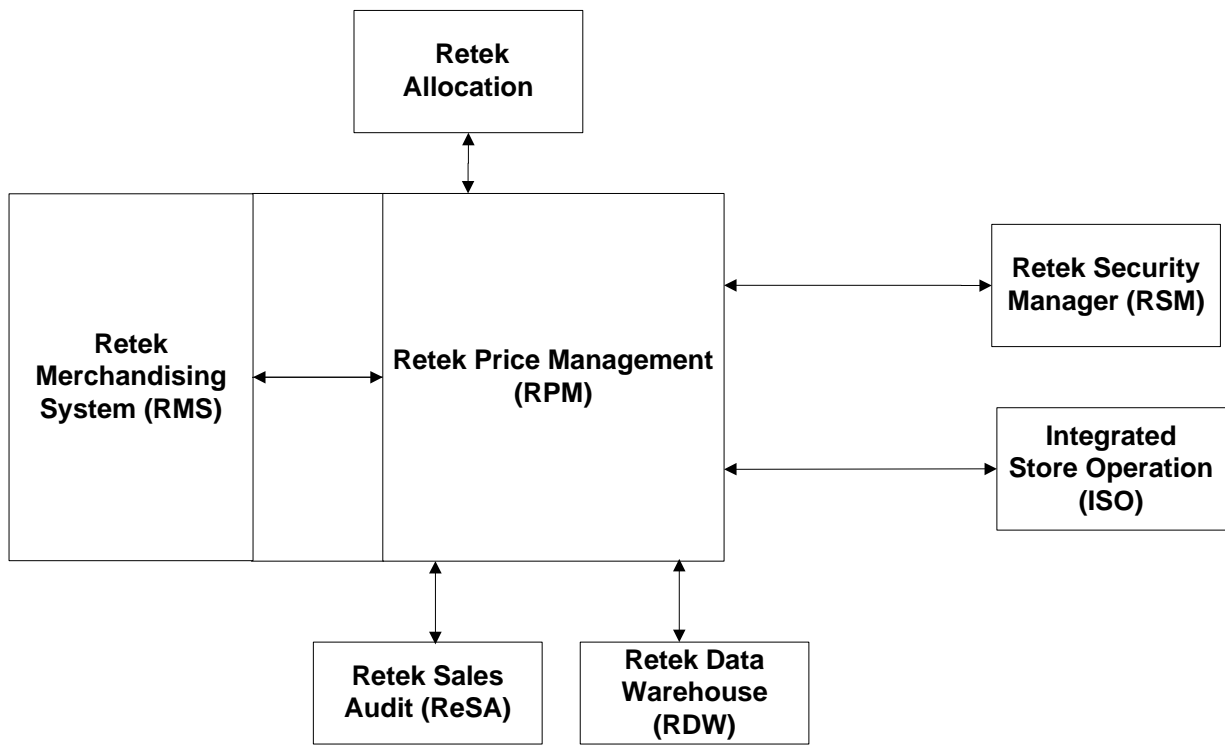 Retek
Allocation
Retek
Merchandising
System (RMS)
Retek Price Management
(RPM)
Retek Security
Manager (RSM)
Integrated
Store Operation
(ISO)
Retek Sales
Audit (ReSA)
Retek Data
Warehouse
(RDW)